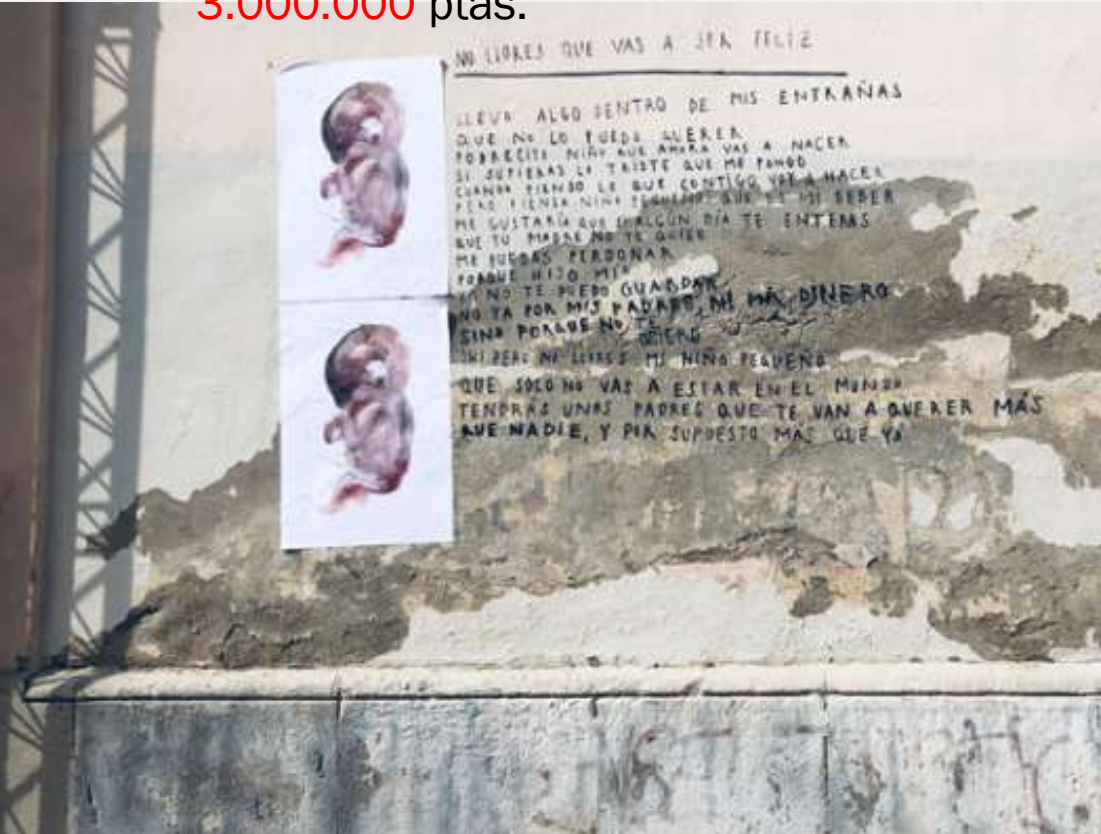 3.000.000 ptas.
NO LLORES QUE VAS A SER FELIZ
LLEVO ALGO DENTRO DE MIS ENTRAÑAS
QUE NO LO PUEDO QUERER
POBRECITO NIÑO QUE AHORA VAS A NACER
SI SUPIERAS LO TRISTE QUE ME PONGO
CUANDO PIENSO LO QUE CONTIGO VOY A HACER
PERO PIENSA NIÑO PEQUEÑO, QUE ES MI DEBER
ME GUSTARÍA QUE SI ALGÚN DÍA TE ENTERAS
QUE TU MADRE NO TE QUISO
ME PUEDAS PERDONAR
PORQUE HIJO MIO
YA NO TE PUEDO GUARDAR
NO YA POR MIS PADRES, NI MÁS DINERO
SINO PORQUE NO TE QUIERO
PERO NO LLORES MI NIÑO PEQUEÑO
QUE SOLO NO VAS A ESTAR EN EL MUNDO
TENDRÁS UNOS PADRES QUE TE VAN A QUERER MÁS
QUE NADIE, Y POR SUPUESTO MÁS QUE YO